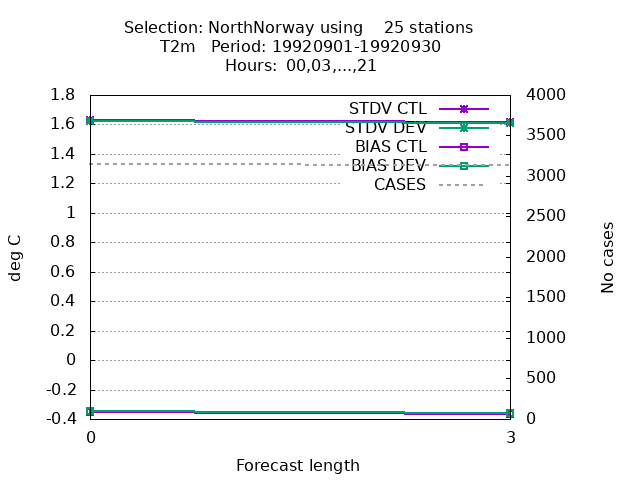 Selection: NorthNorway using    25 stations
T2m   Period: 19920901-19920930
Hours: 00,03,...,21
1.8
1.6
1.4
1.2
1
0.8
0.6
0.4
0.2
0
-0.2
-0.4
deg C
STDV CTL
STDV DEV
BIAS CTL
BIAS DEV
CASES
4000
3500
3000
2500
2000
1500
1000
500
0
No cases
0
3
Forecast length